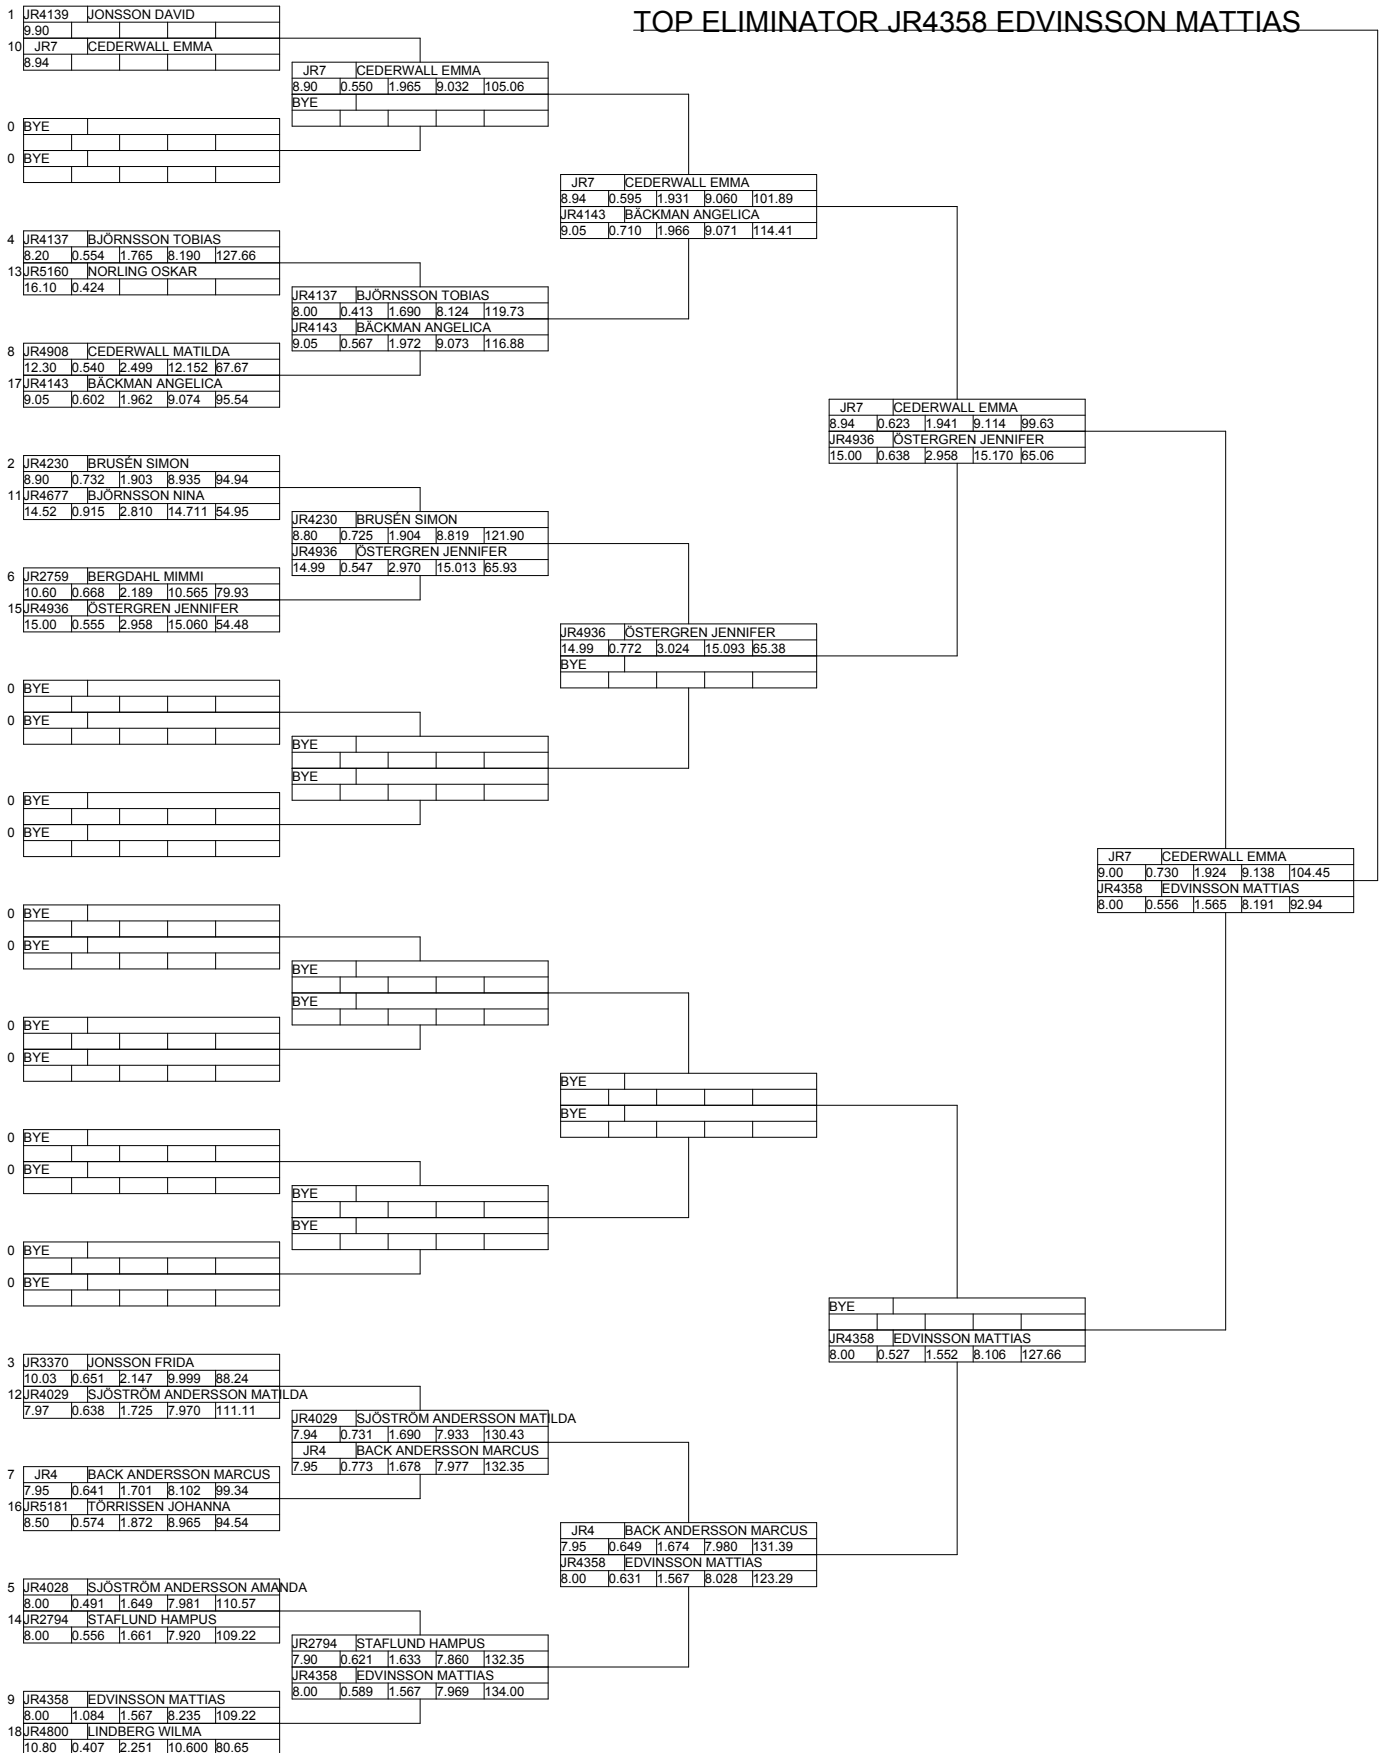 TOP ELIMINATOR JR4358 EDVINSSON MATTIAS
1 JR4139 JONSSON DAVID
9.90
10 JR7 CEDERWALL EMMA
8.94
0 BYE
0 BYE
4 JR4137 BJÖRNSSON TOBIAS
8.20 0.554 1.765 8.190 127.66
13 JR5160 NORLING OSKAR
16.10 0.424
8 JR4908 CEDERWALL MATILDA
12.30 0.540 2.499 12.152 67.67
17 JR4143 BÄCKMAN ANGELICA
9.05 0.602 1.962 9.074 95.54
2 JR4230 BRUSÉN SIMON
8.90 0.732 1.903 8.935 94.94
11 JR4677 BJÖRNSSON NINA
14.52 0.915 2.810 14.711 54.95
6 JR2759 BERGDAHL MIMMI
10.60 0.668 2.189 10.565 79.93
15 JR4936 ÖSTERGREN JENNIFER
15.00 0.555 2.958 15.060 54.48
0 BYE
0 BYE
0 BYE
0 BYE
0 BYE
0 BYE
0 BYE
0 BYE
0 BYE
0 BYE
0 BYE
0 BYE
3 JR3370 JONSSON FRIDA
10.03 0.651 2.147 9.999 88.24
12 JR4029 SJÖSTRÖM ANDERSSON MATILDA
7.97 0.638 1.725 7.970 111.11
7 JR4 BACK ANDERSSON MARCUS
7.95 0.641 1.701 8.102 99.34
16 JR5181 TÖRRISSEN JOHANNA
8.50 0.574 1.872 8.965 94.54
5 JR4028 SJÖSTRÖM ANDERSSON AMANDA
8.00 0.491 1.649 7.981 110.57
14 JR2794 STAFLUND HAMPUS
8.00 0.556 1.661 7.920 109.22
9 JR4358 EDVINSSON MATTIAS
8.00 1.084 1.567 8.235 109.22
18 JR4800 LINDBERG WILMA
10.80 0.407 2.251 10.600 80.65
JR7 CEDERWALL EMMA
8.90 0.550 1.965 9.032 105.06
BYE
JR4137 BJÖRNSSON TOBIAS
8.00 0.413 1.690 8.124 119.73
JR4143 BÄCKMAN ANGELICA
9.05 0.567 1.972 9.073 116.88
JR4230 BRUSÉN SIMON
8.80 0.725 1.904 8.819 121.90
JR4936 ÖSTERGREN JENNIFER
14.99 0.547 2.970 15.013 65.93
BYE
BYE
BYE
BYE
BYE
BYE
JR4029 SJÖSTRÖM ANDERSSON MATILDA
7.94 0.731 1.690 7.933 130.43
JR4 BACK ANDERSSON MARCUS
7.95 0.773 1.678 7.977 132.35
JR2794 STAFLUND HAMPUS
7.90 0.621 1.633 7.860 132.35
JR4358 EDVINSSON MATTIAS
8.00 0.589 1.567 7.969 134.00
JR7 CEDERWALL EMMA
8.94 0.595 1.931 9.060 101.89
JR4143 BÄCKMAN ANGELICA
9.05 0.710 1.966 9.071 114.41
JR4936 ÖSTERGREN JENNIFER
14.99 0.772 3.024 15.093 65.38
BYE
BYE
BYE
JR4 BACK ANDERSSON MARCUS
7.95 0.649 1.674 7.980 131.39
JR4358 EDVINSSON MATTIAS
8.00 0.631 1.567 8.028 123.29
JR7 CEDERWALL EMMA
8.94 0.623 1.941 9.114 99.63
JR4936 ÖSTERGREN JENNIFER
15.00 0.638 2.958 15.170 65.06
BYE
JR4358 EDVINSSON MATTIAS
8.00 0.527 1.552 8.106 127.66
JR7 CEDERWALL EMMA
9.00 0.730 1.924 9.138 104.45
JR4358 EDVINSSON MATTIAS
8.00 0.556 1.565 8.191 92.94